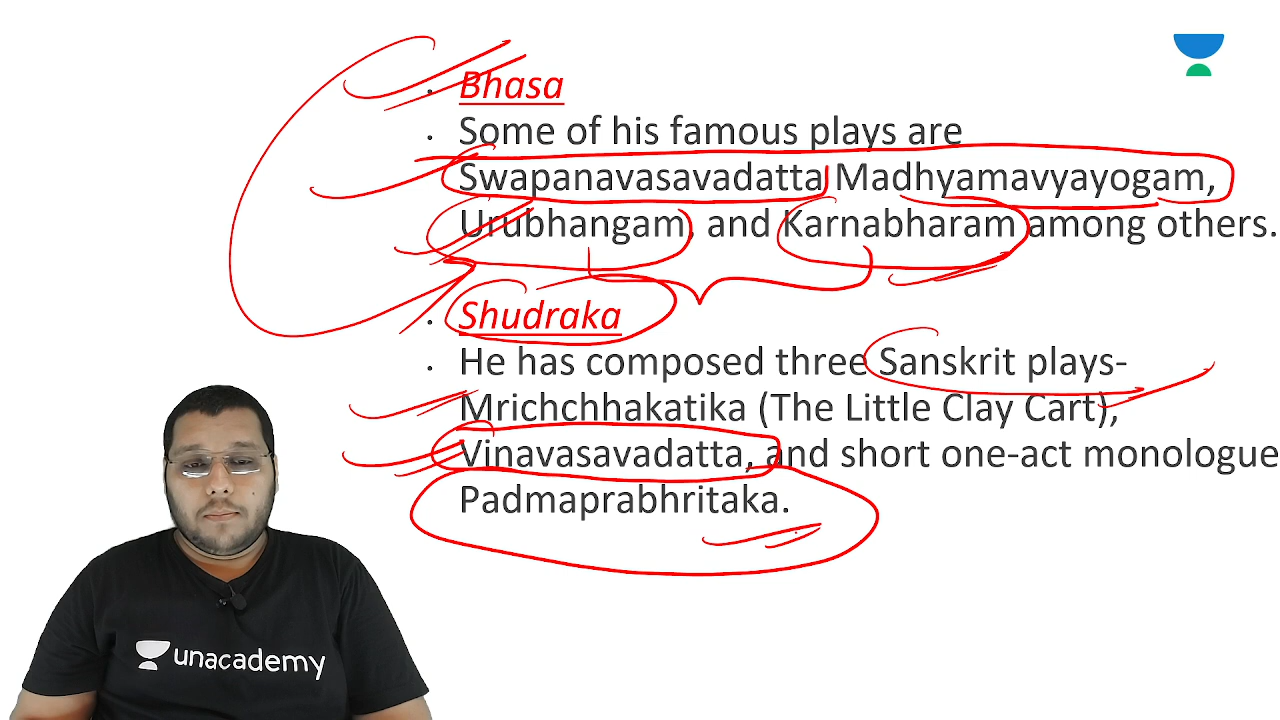 Bhasa
Some of his famous plays are
Swapanavasavadatta Madhyamavyayogam,
Urubhangam, and Karnabharam among others.
Shudraka
He has composed three Sanskrit plays-
Mrichchhakatika (The Little Clay Cart),
Vinavasavadatta, and short one-act monologue
Padmaprabhritaka.
unacademy